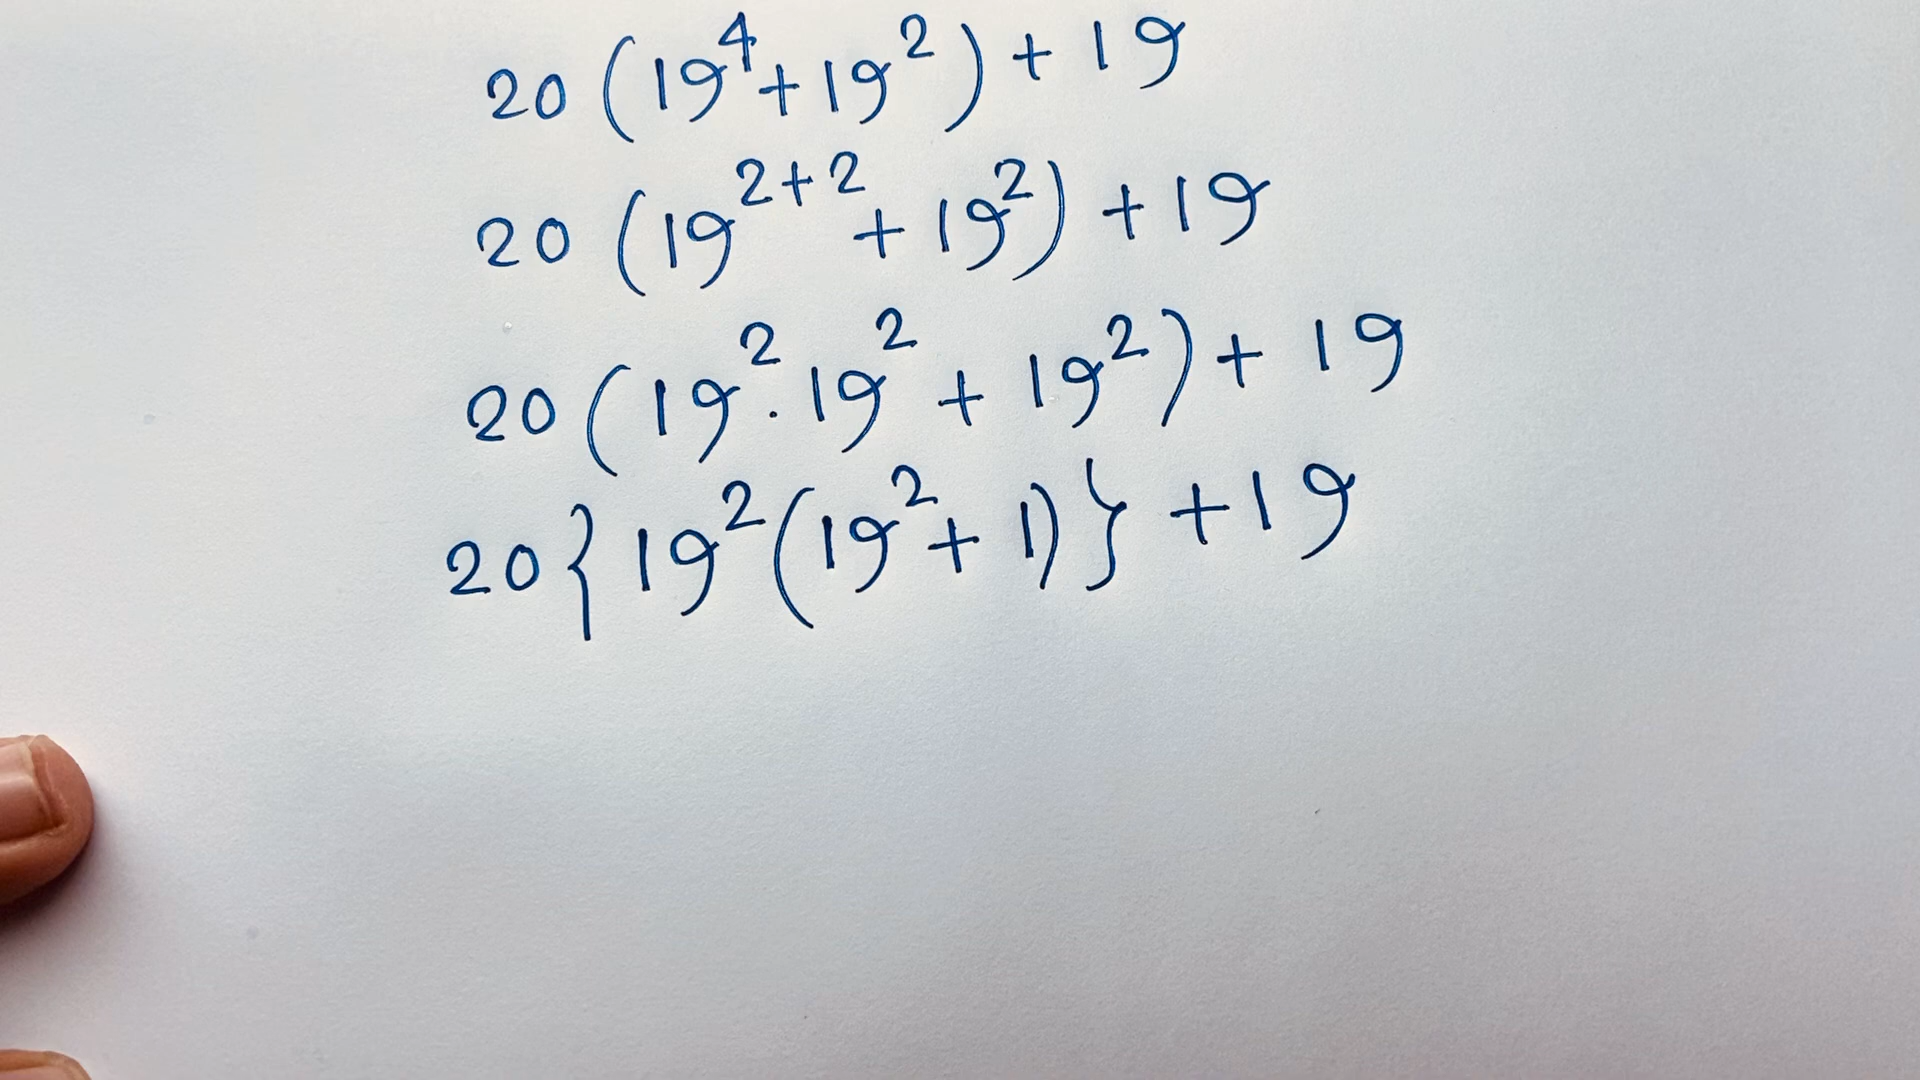 20 (19⁴ + 19²) + 19
20 (19²⁺² + 19²) + 19
20 (19² . 19² + 19²) + 19
20 {19² (19² + 1)} + 19